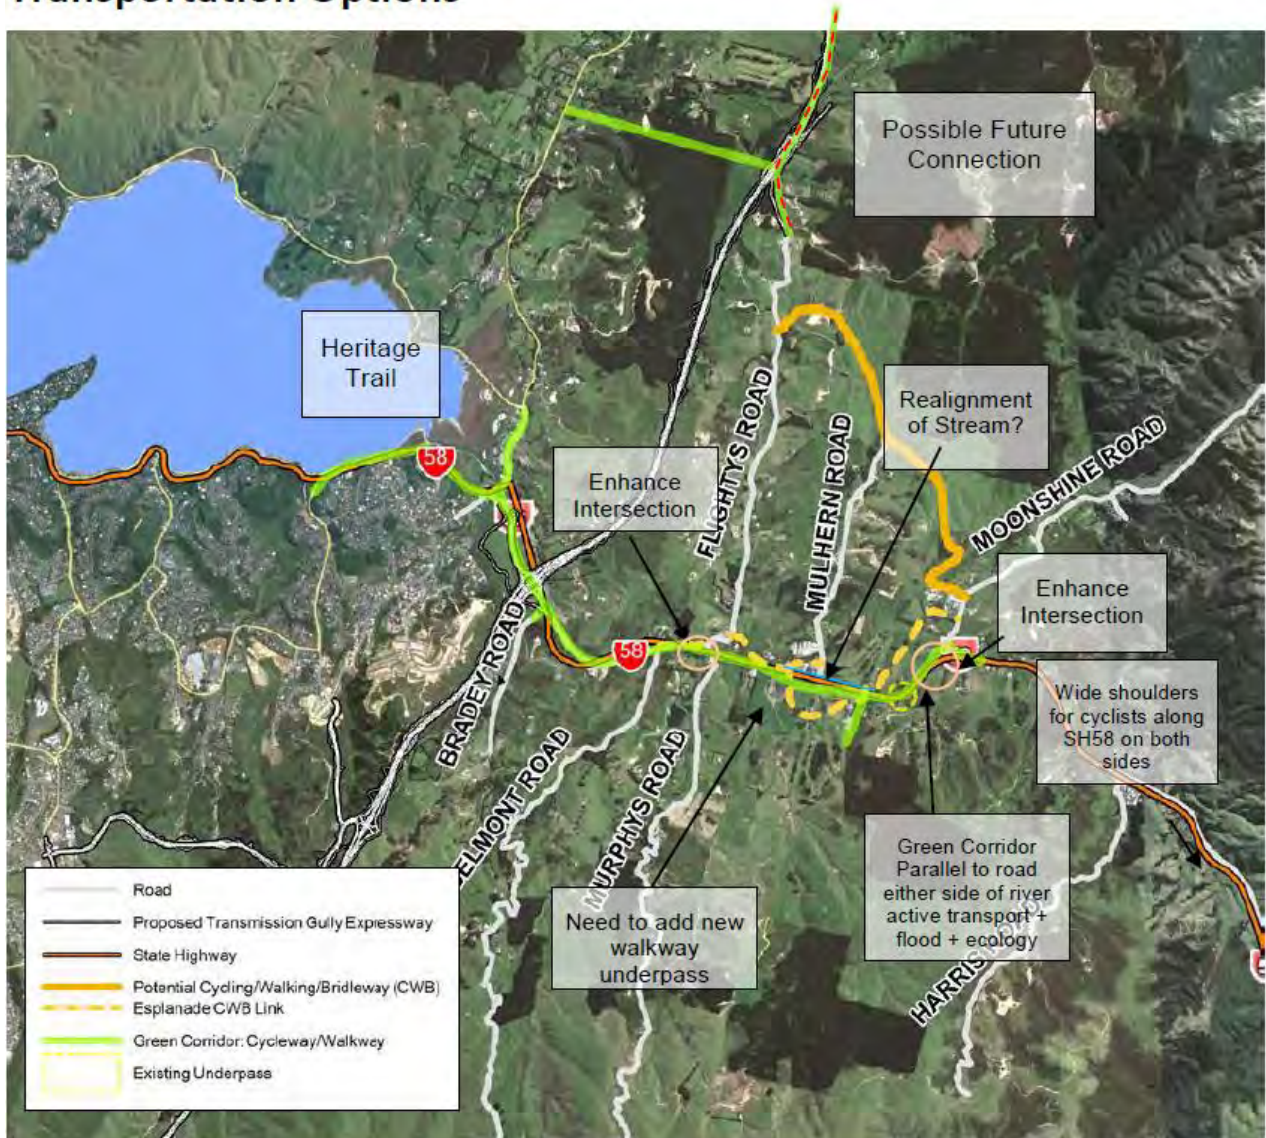 Transportation Options
Possible Future
Connection
Heritage
Trail
58
Realignment
of Stream?
Enhance
Intersection
FLIGHTYS ROAD
MULHERN ROAD
MOONSHINE ROAD
Enhance
Intersection
58
BRADEY ROAD
Wide shoulders
for cyclists along
SH58 on both
sides
ELMONT ROAD
MURPHYS ROAD
Green Corridor
Parallel to road
either side of river
active transport +
flood + ecology
Need to add new
walkway
underpass
HARRIS
Road
Proposed Transmission Gully Expressway
State Highway
Potential Cycling/Walking/Bridleway (CWB)
Esplanade CWB Link
Green Corridor: Cycleway/Walkway
Existing Underpass